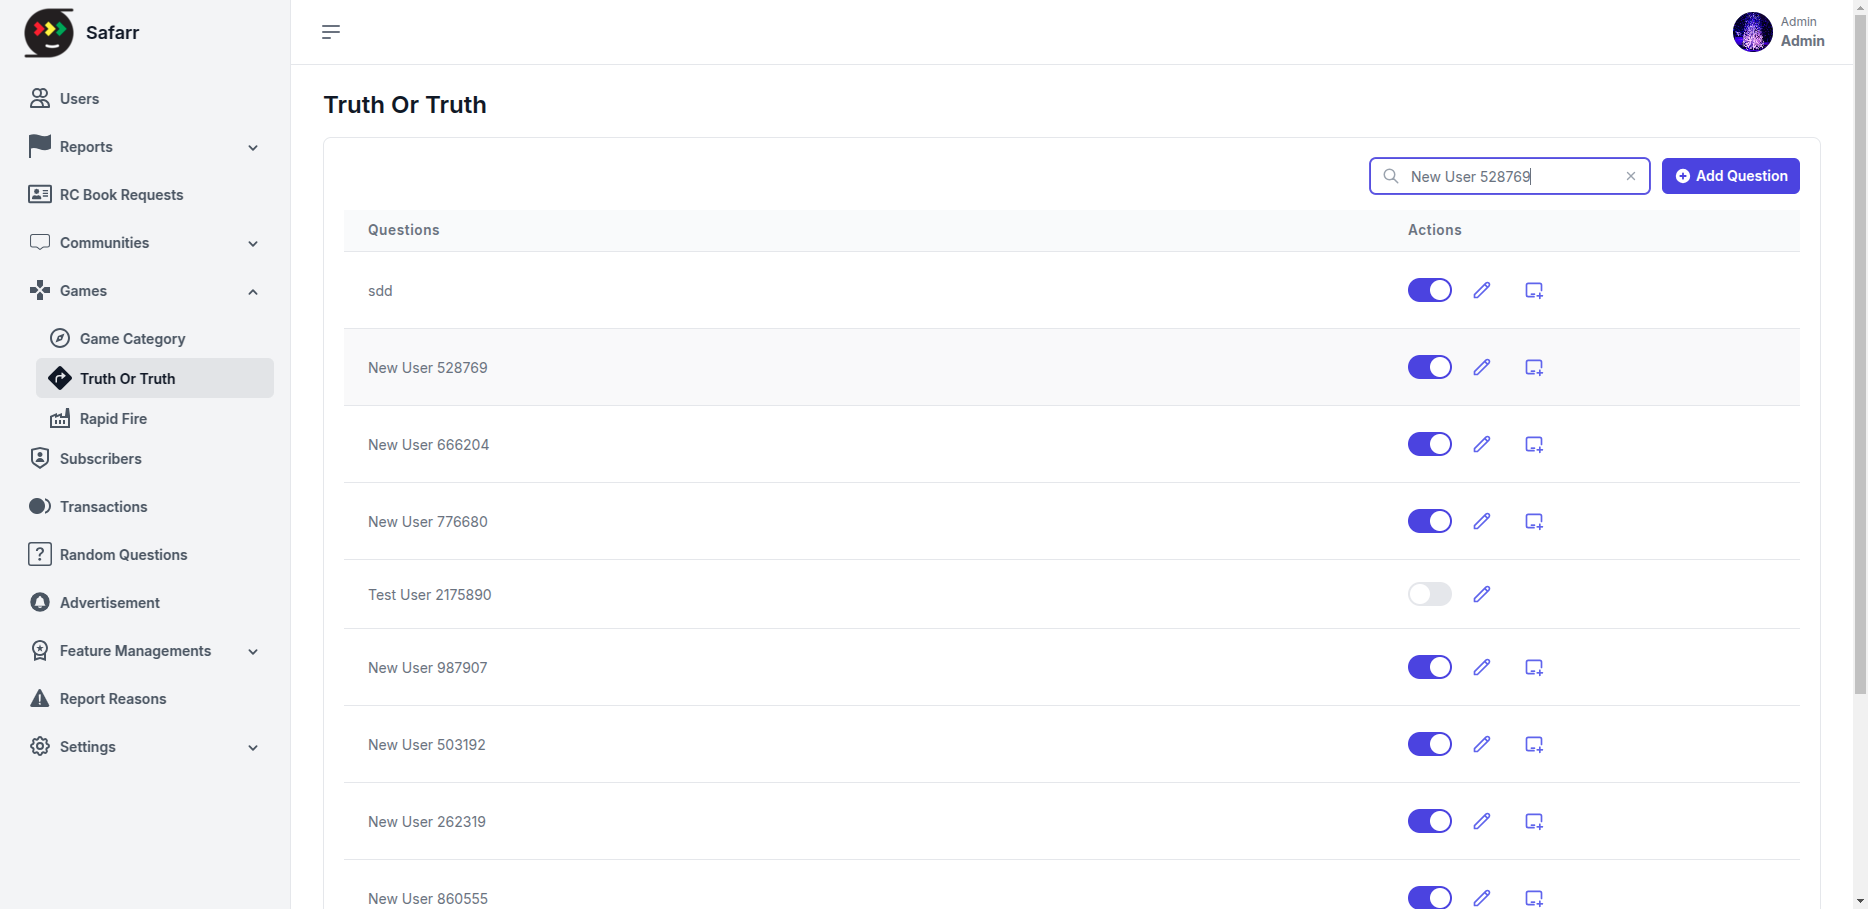 Safarr
Admin
Admin
Users
Reports
RC Book Requests
Communities
Games
Game Category
Truth Or Truth
Rapid Fire
Subscribers
Transactions
Random Questions
Advertisement
Feature Managements
Report Reasons
Settings
Truth Or Truth
New User 528769
Add Question
Questions Actions
sdd
New User 528769
New User 666204
New User 776680
Test User 2175890
New User 987907
New User 503192
New User 262319
New User 860555